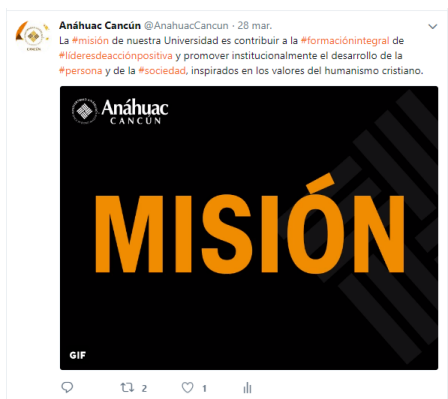 Anáhuac Cancún @AnahuacCancun · 28 mar.
La #misión de nuestra Universidad es contribuir a la #formaciónintegral de
#líderesdeacciónpositiva y promover institucionalmente el desarrollo de la
#persona y de la #sociedad, inspirados en los valores del humanismo cristiano.
Anáhuac
CANCÚN
MISIÓN
GIF
2 1